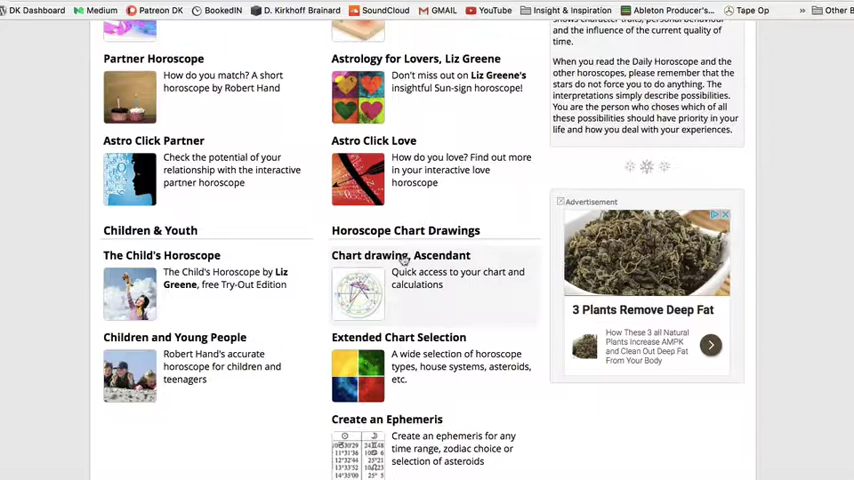 DK Dashboard
Medium
Patreon DK
BookedIN
D. Kirkhoff Brainard
SoundCloud
GMAIL
YouTube
Insight & Inspiration
Ableton Producer's...
Tape Op
Other B
Partner Horoscope
How do you match? A short
horoscope by Robert Hand
Astro Click Partner
Check the potential of your
relationship with the interactive
partner horoscope
Children & Youth
The Child's Horoscope
The Child's Horoscope by Liz
Greene, free Try-Out Edition
Children and Young People
Robert Hand's accurate
horoscope for children and
teenagers
Astrology for Lovers, Liz Greene
Don't miss out on Liz Greene's
insightful Sun-sign horoscope!
Astro Click Love
How do you love? Find out more
in your interactive love
horoscope
Horoscope Chart Drawings
Chart drawing, Ascendant
Quick access to your chart and
calculations
Extended Chart Selection
A wide selection of horoscope
types, house systems, asteroids,
etc.
Create an Ephemeris
Create an ephemeris for any
time range, zodiac choice or
selection of asteroids
shows character traits, personal behaviour
and the influence of the current quality of
time.
When you read the Daily Horoscope and
the other horoscopes, please remember that the
stars do not force you to do anything. The
interpretations simply describe possibilities.
You are the person who choses which of all
these possibilities should have priority in your
life and how you deal with your experiences.
Advertisement
3 Plants Remove Deep Fat
How These 3 all Natural
Plants Increase AMPK
and Clean Out Deep Fat
From Your Body